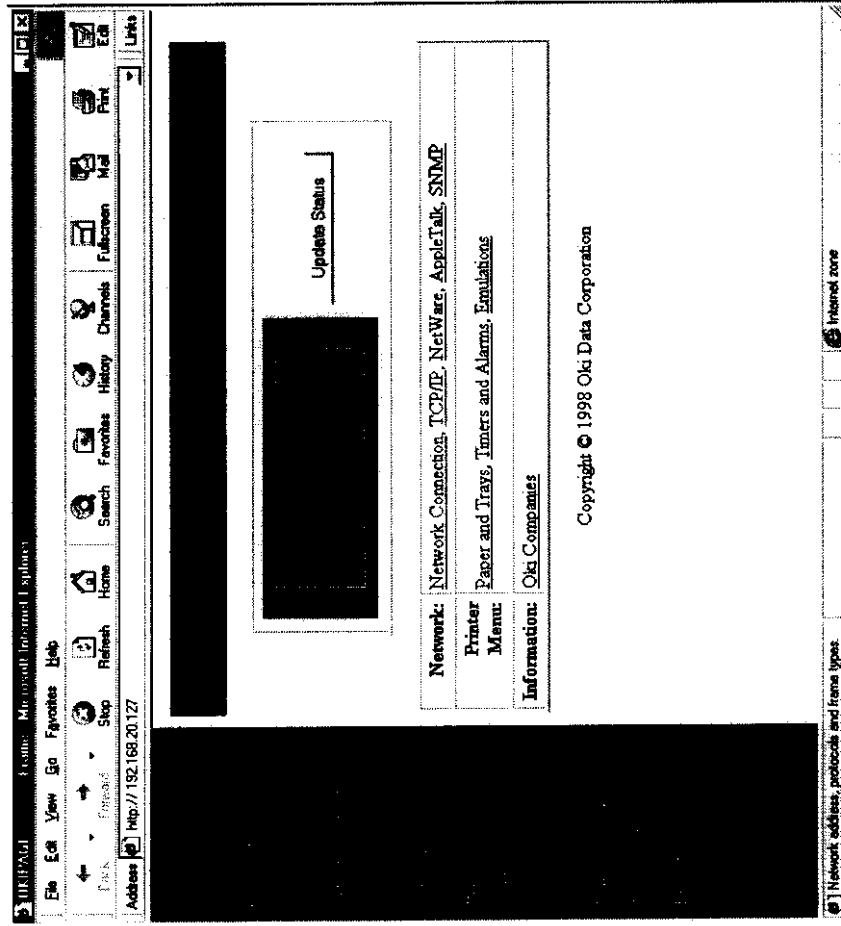 OKIPAGE Frame Microsoft Internet Explorer
File Edit View Go Favorites Help
Back Forward Stop Refresh Home Search Favorites History Channels Fullscreen Mail Print Edit
Address http://192.168.20.127 Links
Update Status
Network: Network Connection, TCP/IP, NetWare, AppleTalk, SNMP
Printer Menu: Paper and Trays, Timers and Alarms, Emulations
Information: Oki Companies
Copyright © 1998 Oki Data Corporation
] Network address, protocols and frame types. Internet zone